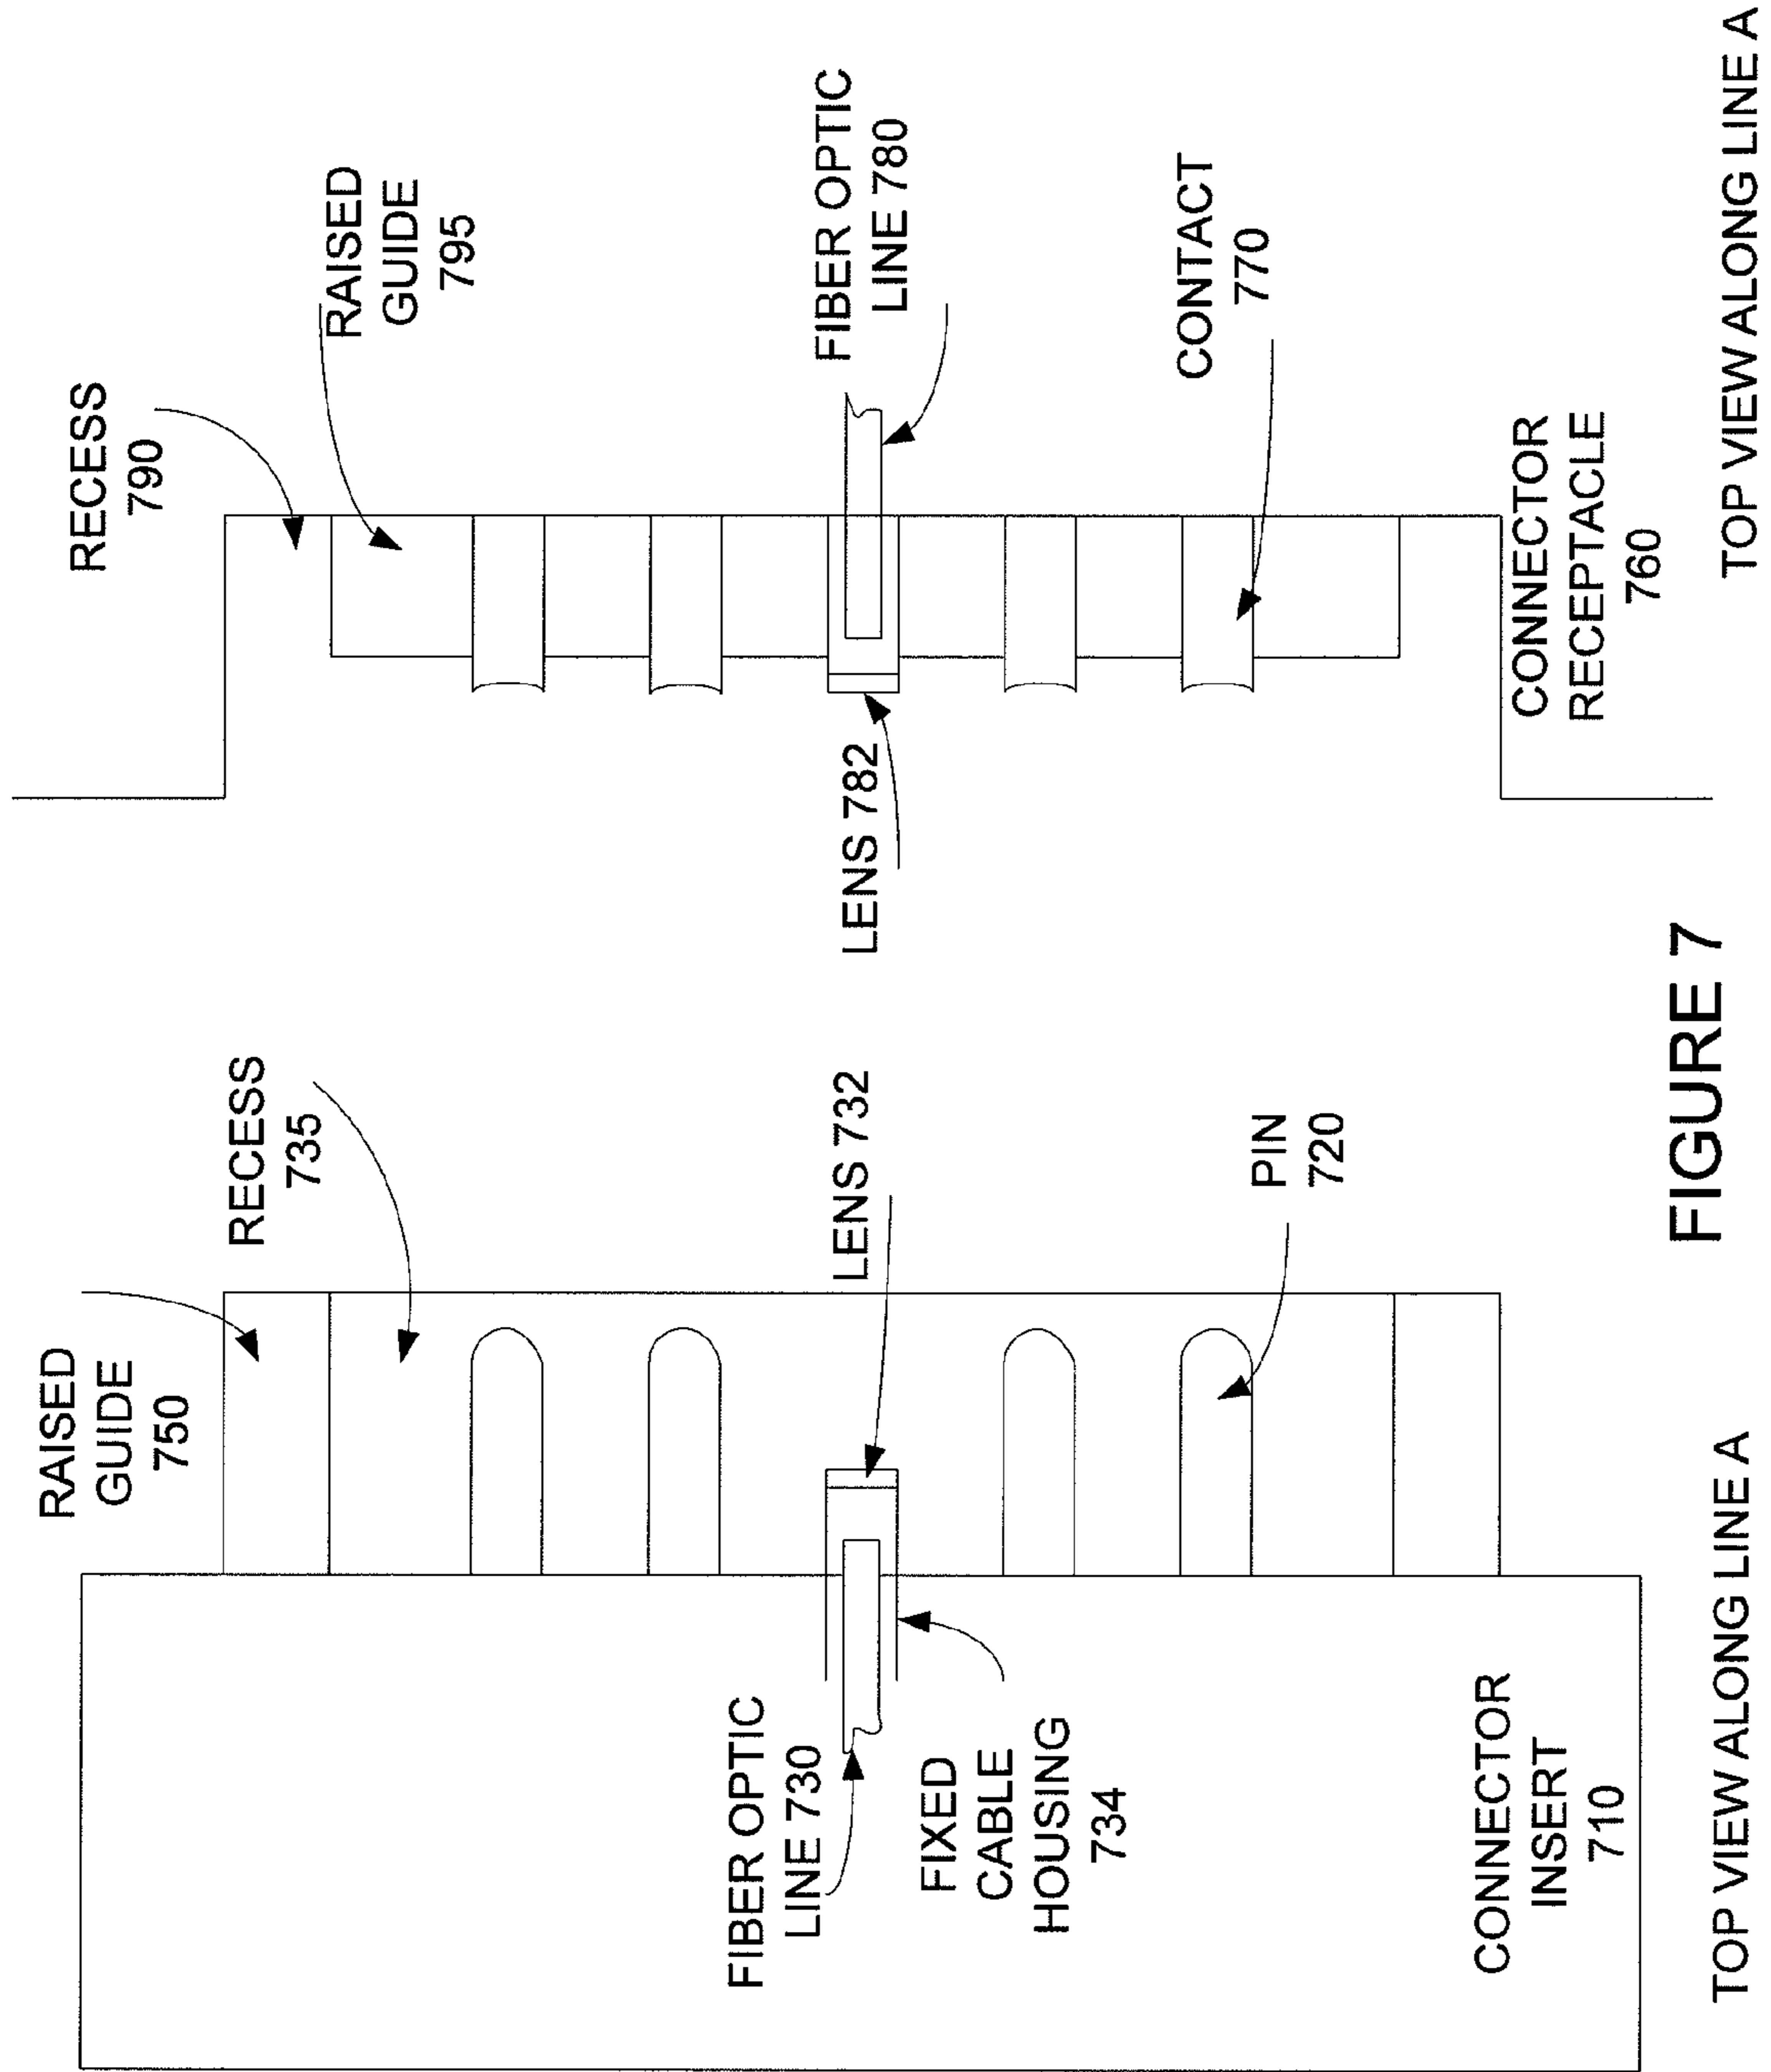 RAISED
GUIDE
750
RECESS
735
LENS 732
PIN
720
FIBER OPTIC
LINE 730
FIXED
CABLE
HOUSING
734
CONNECTOR
INSERT
710
TOP VIEW ALONG LINE A
RECESS
790
RAISED
GUIDE
795
FIBER OPTIC
LINE 780
LENS 782
CONTACT
770
CONNECTOR
RECEPTACLE
760
TOP VIEW ALONG LINE A
FIGURE 7